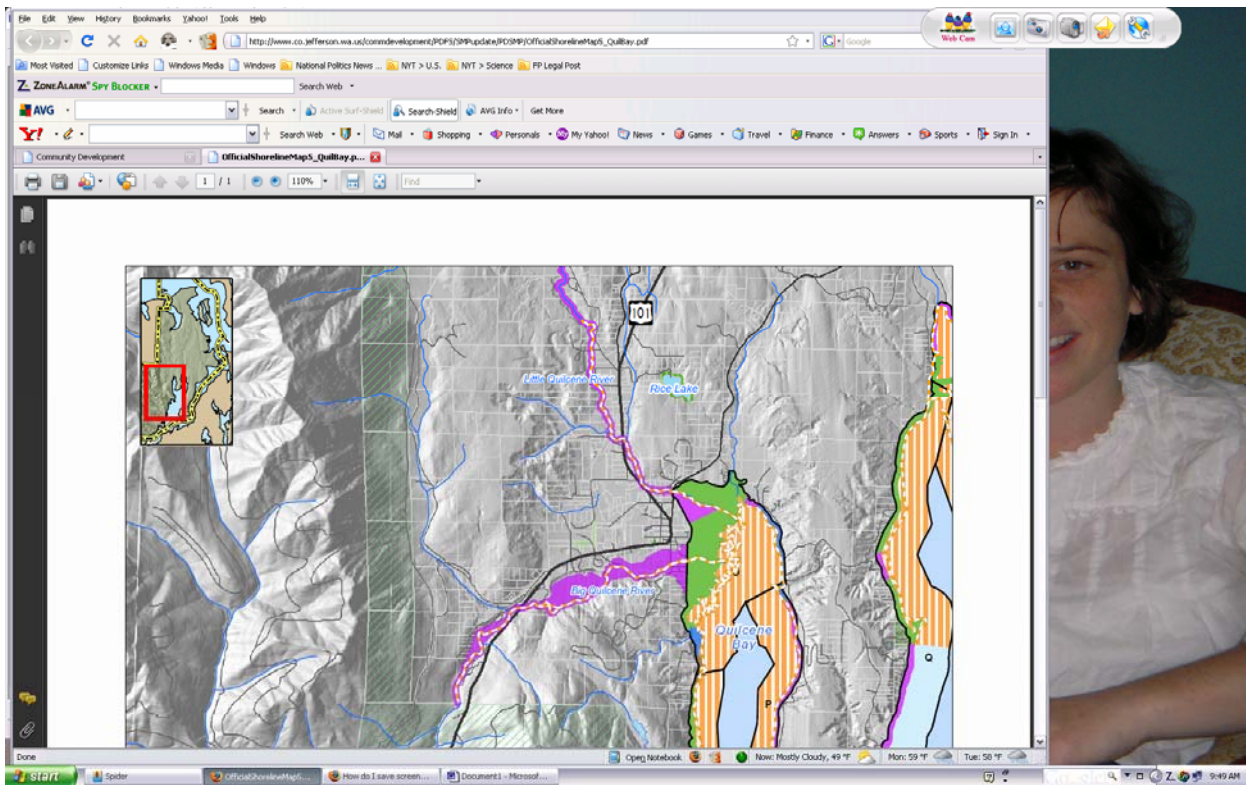 File Edit View History Bookmarks Yahoo! Tools Help
Web Cam
http://www.co.jefferson.wa.us/commdevelopment/PDFS/SMPupdate/PDSMP/OfficialShorelineMap5_QuilBay.pdf
Google
Most Visited Customize Links Windows Media Windows National Politics News ... NYT > U.S. NYT > Science FP Legal Post
ZoneAlarm® SPY BLOCKER Search Web
AVG Search Active Surf-Shield Search-Shield AVG Info Get More
Y! Search Web Mail Shopping Personals My Yahoo! News Games Travel Finance Answers Sports Sign In
Community Development OfficialShorelineMap5_QuilBay.p...
1 / 1 110% Find
101
Little Quilcene River
Rice Lake
Big Quilcene River
Quilcene
Bay
Q
P
Done Open Notebook Now: Mostly Cloudy, 49 °F Mon: 59 °F Tue: 58 °F
start Spider OfficialShorelineMap5... How do I save screen... Document1 - Microsof... 9:49 AM